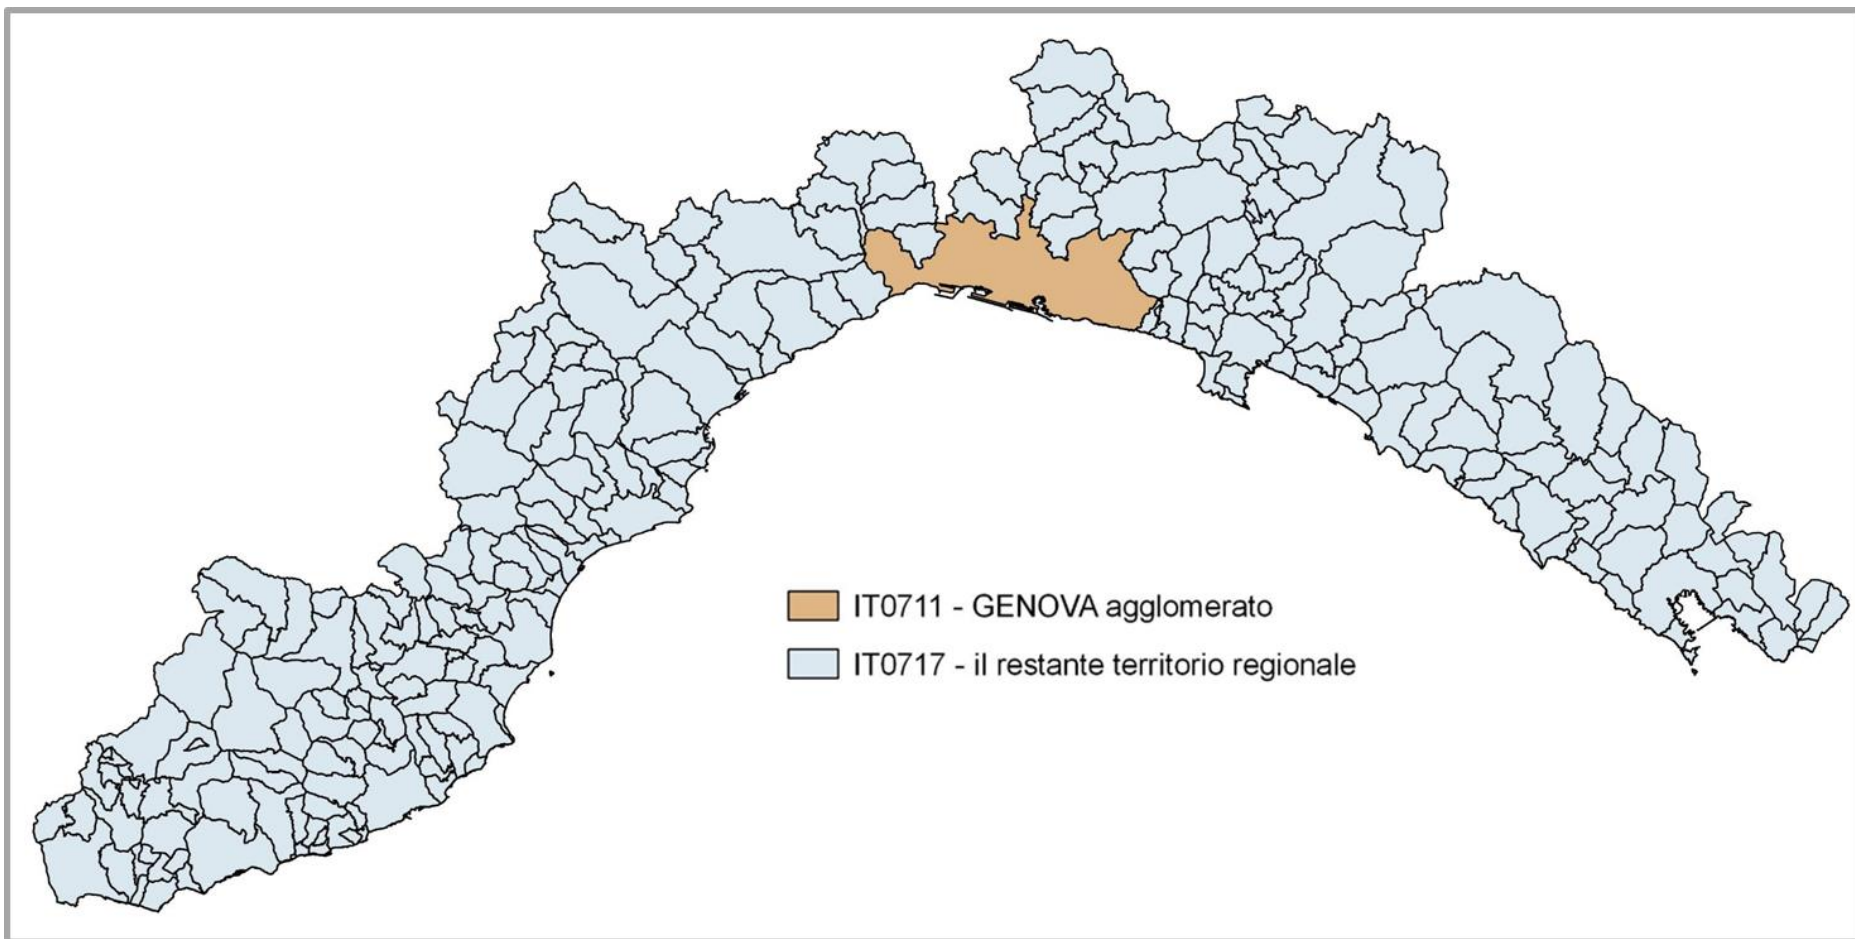 IT0711 - GENOVA agglomerato
IT0717 - il restante territorio regionale